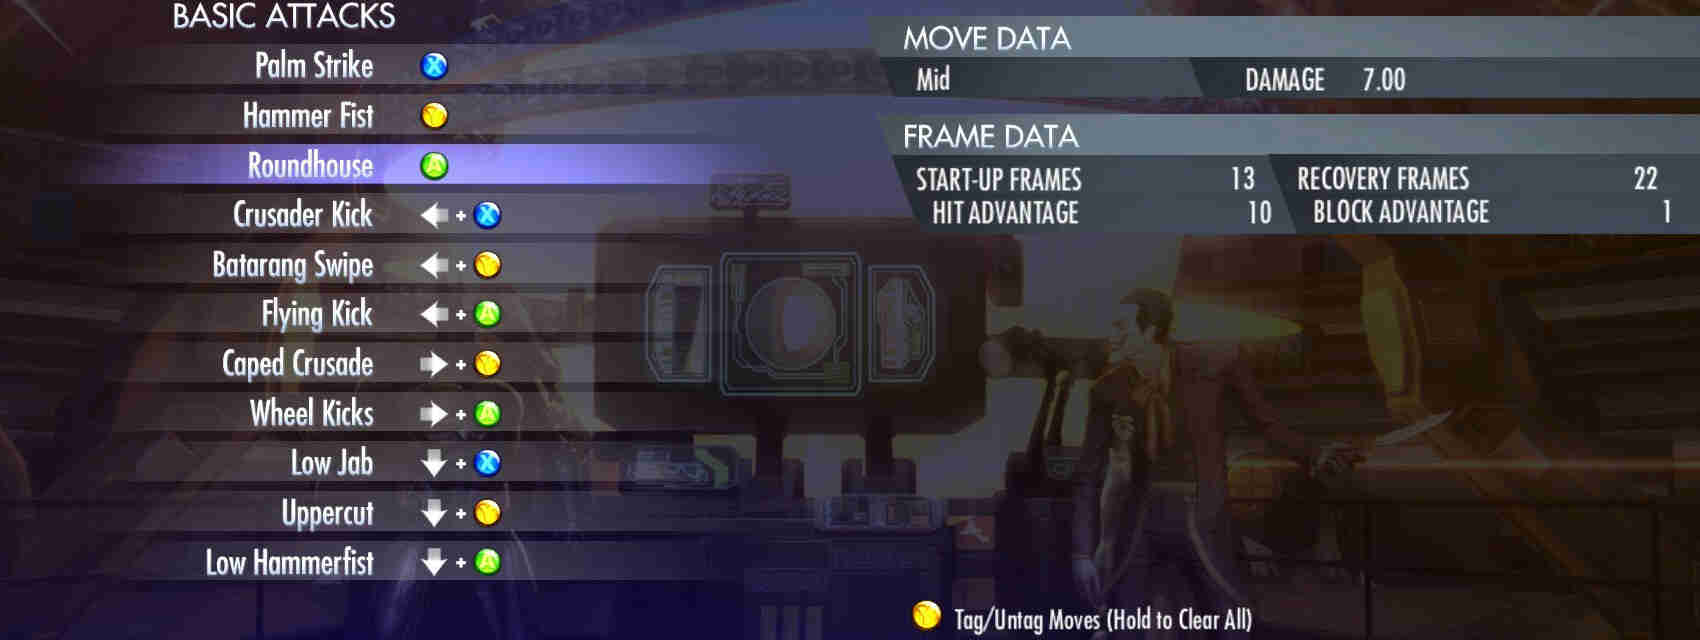 BASIC ATTACKS
Palm Strike X
Hammer Fist Y
Roundhouse A
Crusader Kick ← + X
Batarang Swipe ← + Y
Flying Kick ← + A
Caped Crusade → + Y
Wheel Kicks → + A
Low Jab ↓ + X
Uppercut ↓ + Y
Low Hammerfist ↓ + A
MOVE DATA
Mid DAMAGE 7.00
FRAME DATA
START-UP FRAMES 13 RECOVERY FRAMES 22
HIT ADVANTAGE 10 BLOCK ADVANTAGE 1
Y Tag/Untag Moves (Hold to Clear All)